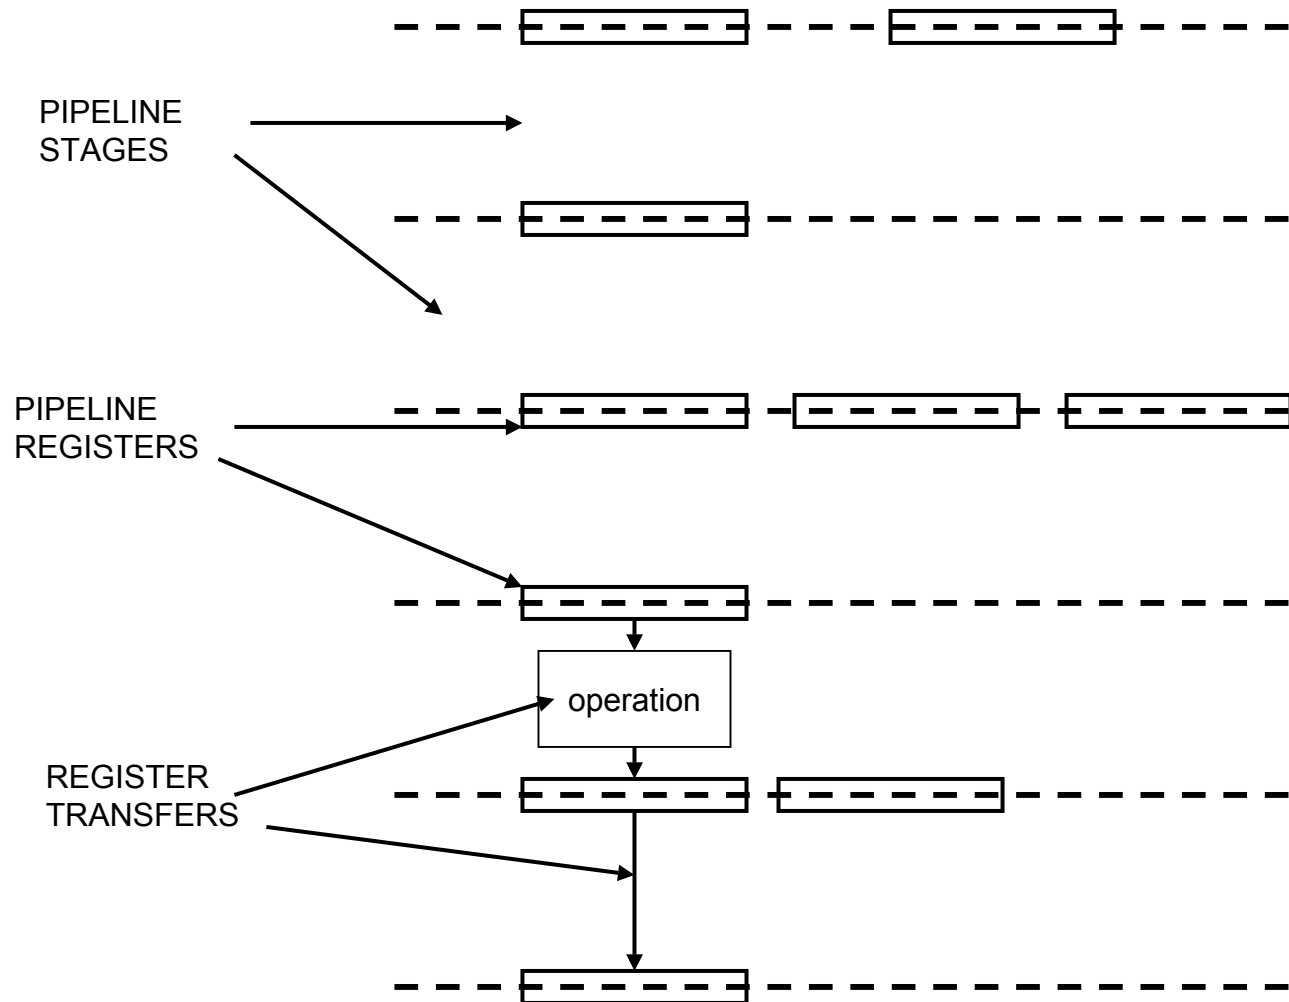 PIPELINE
STAGES
PIPELINE
REGISTERS
operation
REGISTER
TRANSFERS